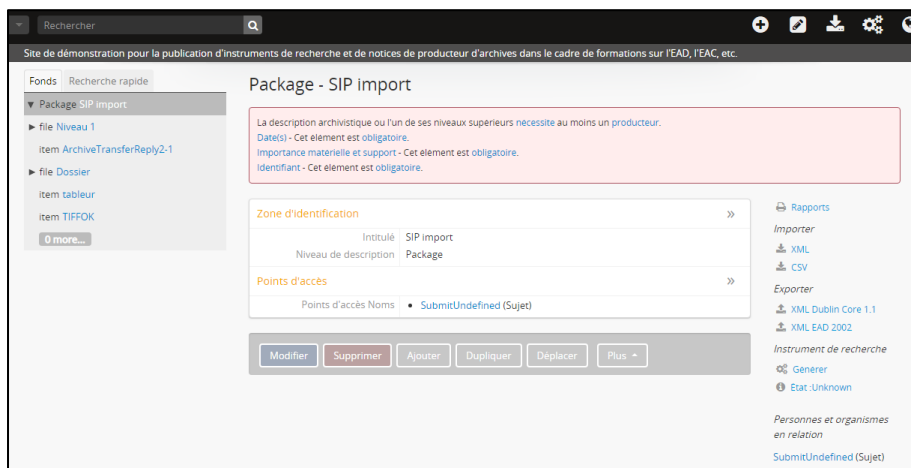 Rechercher
Site de démonstration pour la publication d'instruments de recherche et de notices de producteur d'archives dans le cadre de formations sur l'EAD, l'EAC, etc.
Fonds Recherche rapide
▼ Package SIP import
► file Niveau 1
item ArchiveTransferReply2-1
► file Dossier
item tableur
item TIFFOK
0 more...
Package - SIP import
La description archivistique ou l'un de ses niveaux supérieurs nécessite au moins un producteur.
Date(s) - Cet élément est obligatoire.
Importance matérielle et support - Cet élément est obligatoire.
Identifiant - Cet élément est obligatoire.
Zone d'identification »
Intitulé SIP import
Niveau de description Package
Points d'accès »
Points d'accès Noms • SubmitUndefined (Sujet)
Modifier Supprimer Ajouter Dupliquer Déplacer Plus
Rapports
Importer
XML
CSV
Exporter
XML Dublin Core 1.1
XML EAD 2002
Instrument de recherche
Générer
Etat :Unknown
Personnes et organismes
en relation
SubmitUndefined (Sujet)